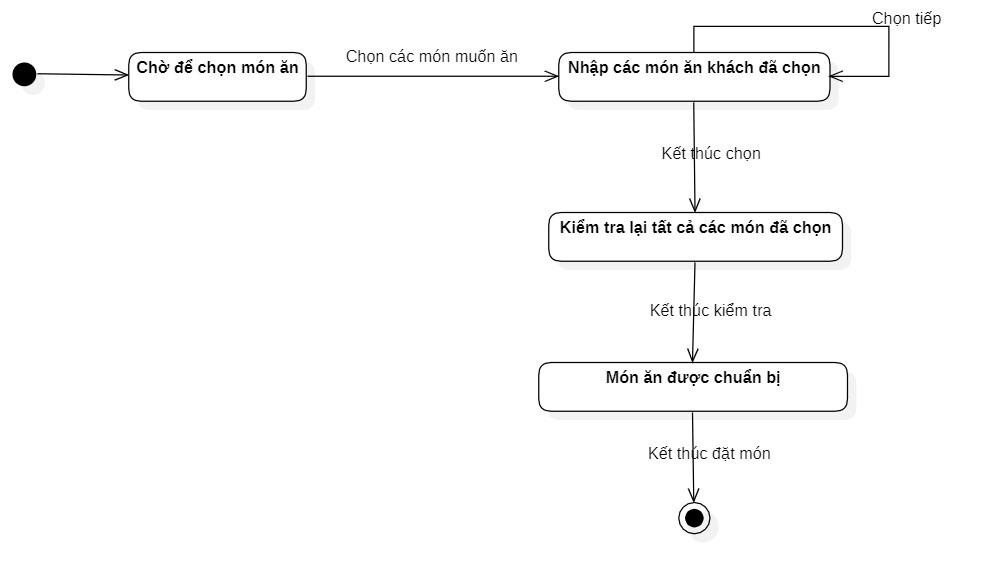 Chọn tiếp
Chờ để chọn món ăn
Chọn các món muốn ăn
Nhập các món ăn khách đã chọn
Kết thúc chọn
Kiểm tra lại tất cả các món đã chọn
Kết thúc kiểm tra
Món ăn được chuẩn bị
Kết thúc đặt món